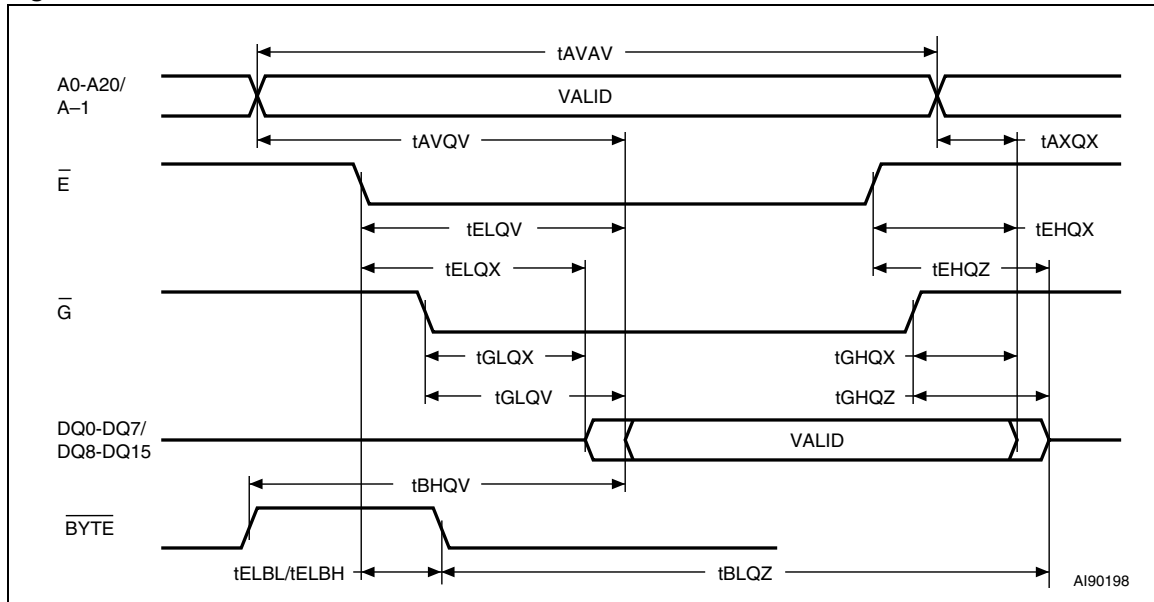 tAVAV
A0-A20/
A–1
VALID
tAVQV
tAXQX
E
tELQV
tEHQX
tELQX
tEHQZ
G
tGLQX
tGHQX
tGLQV
tGHQZ
DQ0-DQ7/
DQ8-DQ15
VALID
tBHQV
BYTE
tELBL/tELBH
tBLQZ
AI90198